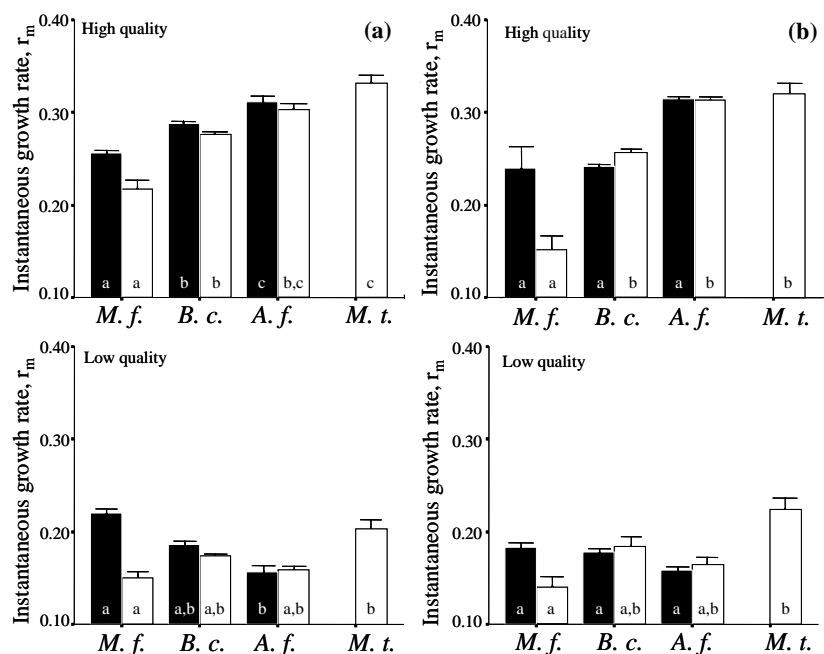 High quality
(a)
Instantaneous growth rate, rm
0.40
0.30
0.20
0.10
a a b b c b,c c
M. f. B. c. A. f. M. t.
High quality
(b)
Instantaneous growth rate, rm
0.40
0.30
0.20
0.10
a a a b a b b
M. f. B. c. A. f. M. t.
Low quality
Instantaneous growth rate, rm
0.40
0.30
0.20
0.10
a a a,b a,b b a,b b
M. f. B. c. A. f. M. t.
Low quality
Instantaneous growth rate, rm
0.40
0.30
0.20
0.10
a a a a,b a a,b b
M. f. B. c. A. f. M. t.